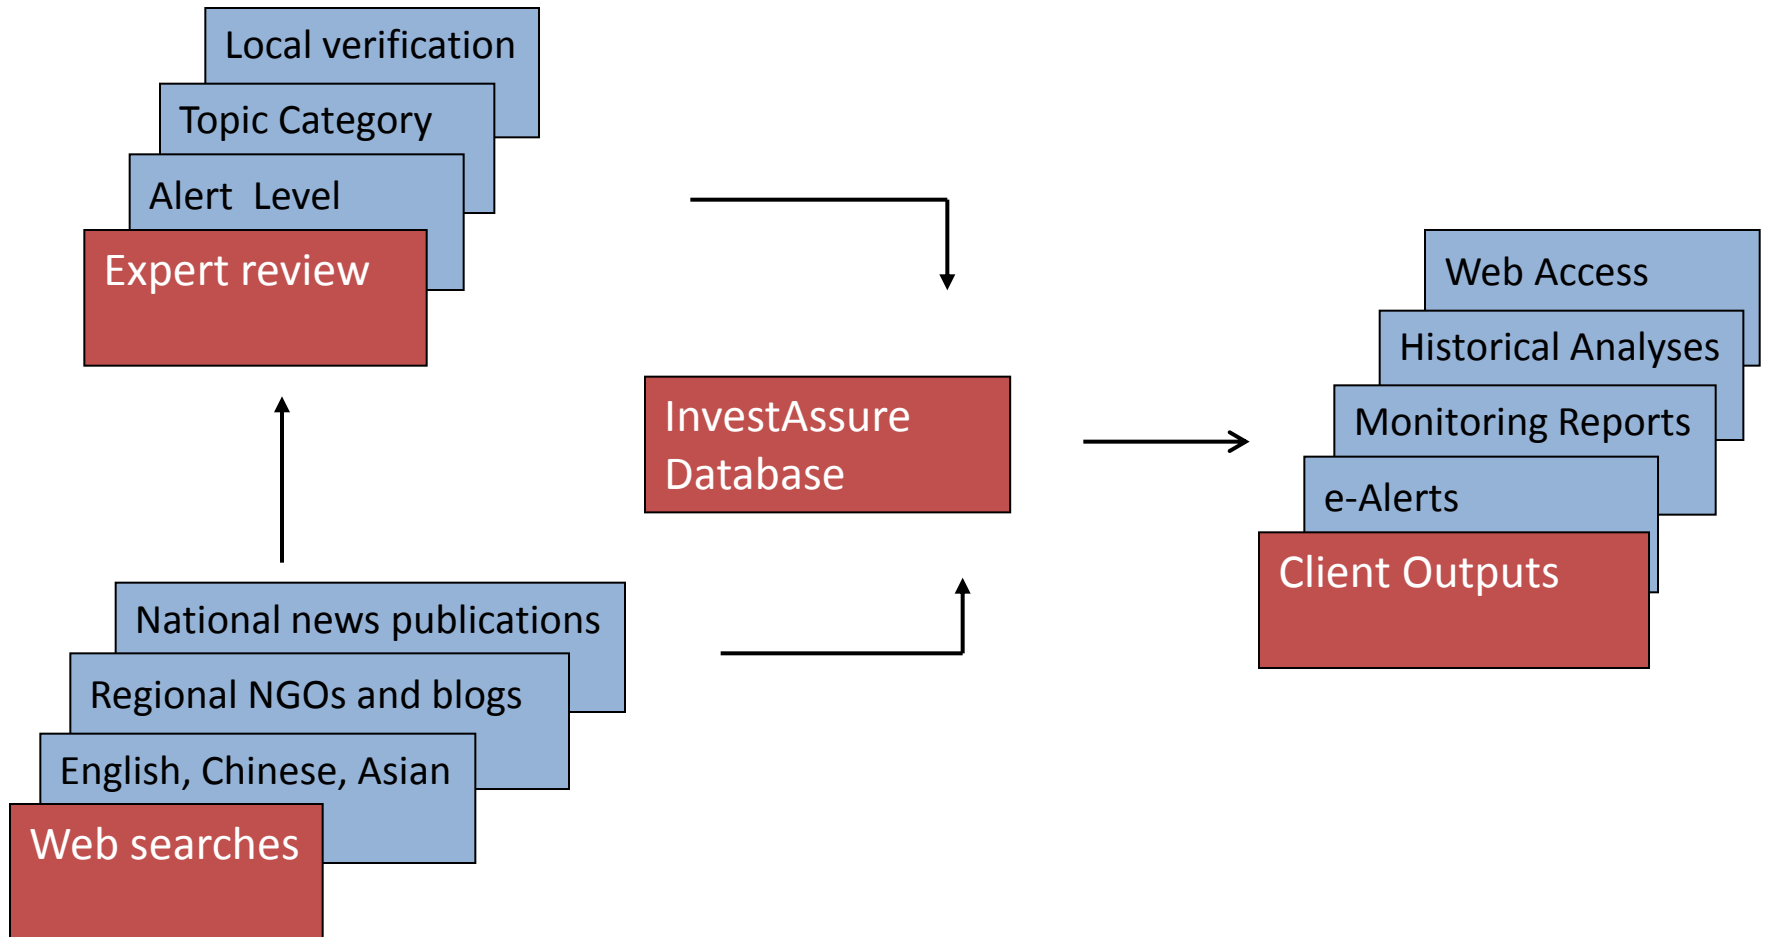 Local verification
Topic Category
Alert  Level
Expert review
National news publications
Regional NGOs and blogs
English, Chinese, Asian
Web searches
InvestAssure
Database
Web Access
Historical Analyses
Monitoring Reports
e-Alerts
Client Outputs